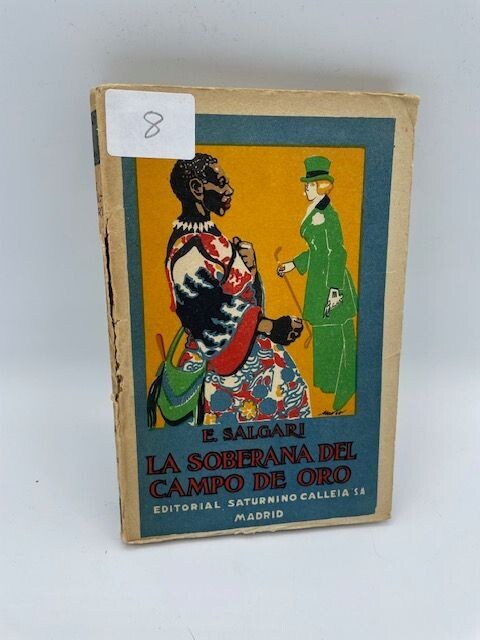 8
E. SALGARI
LA SOBERANA DEL
CAMPO DE ORO
EDITORIAL SATURNINO CALLEJA SA
MADRID